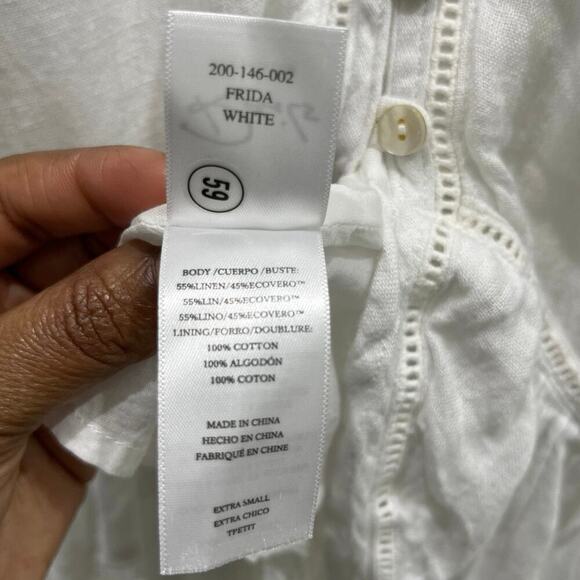 200-146-002
FRIDA
WHITE
59
BODY /CUERPO /BUSTE:
55%LINEN/45%ECOVERO™
55%LIN/45%ECOVERO™
55%LINO/45%ECOVERO™
LINING/FORRO/DOUBLURE:
100% COTTON
100% ALGODÓN
100% COTON
MADE IN CHINA
HECHO EN CHINA
FABRIQUÉ EN CHINE
EXTRA SMALL
EXTRA CHICO
TPETIT